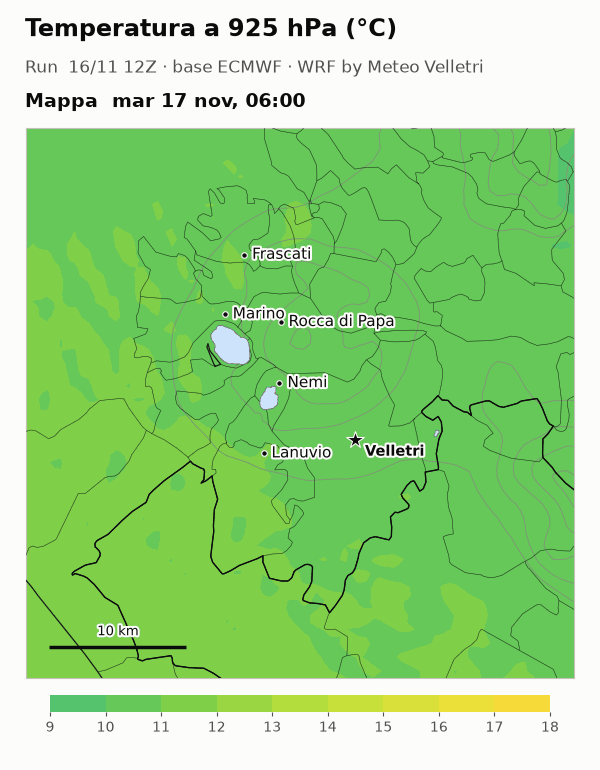 Temperatura a 925 hPa (°C)
Run  16/11 12Z · base ECMWF · WRF by Meteo Velletri
Mappa  mar 17 nov, 06:00
Frascati
Marino
Rocca di Papa
Nemi
Velletri
Lanuvio
10 km
9 10 11 12 13 14 15 16 17 18